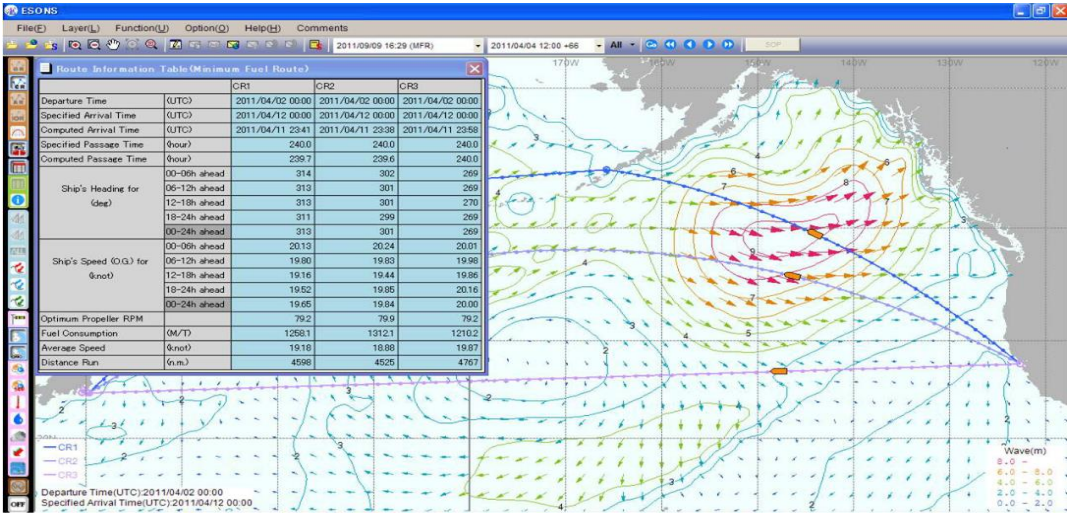 ESONS
File(F) Layer(L) Function(U) Option(O) Help(H) Comments
2011/09/09 16:29 (MFR) 2011/04/04 12:00 +66 All SOP
Route Information Table(Minimum Fuel Route)
CR1 CR2 CR3
Departure Time (UTC) 2011/04/02 00:00 2011/04/02 00:00 2011/04/02 00:00
Specified Arrival Time (UTC) 2011/04/12 00:00 2011/04/12 00:00 2011/04/12 00:00
Computed Arrival Time (UTC) 2011/04/11 23:41 2011/04/11 23:38 2011/04/11 23:58
Specified Passage Time (hour) 240.0 240.0 240.0
Computed Passage Time (hour) 239.7 239.6 240.0
Ship's Heading for (deg)
00-06h ahead 314 302 269
06-12h ahead 313 301 269
12-18h ahead 313 301 270
18-24h ahead 311 299 269
00-24h ahead 313 301 269
Ship's Speed (O.G.) for (knot)
00-06h ahead 20.13 20.24 20.01
06-12h ahead 19.80 19.83 19.98
12-18h ahead 19.16 19.44 19.86
18-24h ahead 19.52 19.85 20.16
00-24h ahead 19.65 19.84 20.00
Optimum Propeller RPM 79.2 79.9 79.2
Fuel Consumption (M/T) 1258.1 1312.1 1210.2
Average Speed (knot) 19.18 18.88 19.87
Distance Run (n.m.) 4598 4525 4767
170W 150W 140W 130W 120W
CR1
CR2
CR3
Departure Time(UTC):2011/04/02 00:00
Specified Arrival Time(UTC):2011/04/12 00:00
Wave(m)
8.0 -
6.0 - 8.0
4.0 - 6.0
2.0 - 4.0
0.0 - 2.0
OFF